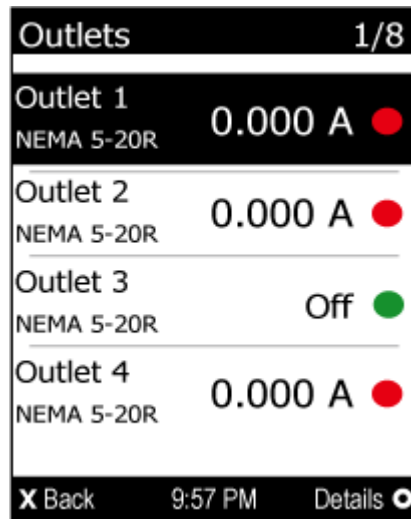 Outlets 1/8
Outlet 1
0.000 A
NEMA 5-20R
Outlet 2
0.000 A
NEMA 5-20R
Outlet 3
Off
NEMA 5-20R
Outlet 4
0.000 A
NEMA 5-20R
X Back 9:57 PM Details O